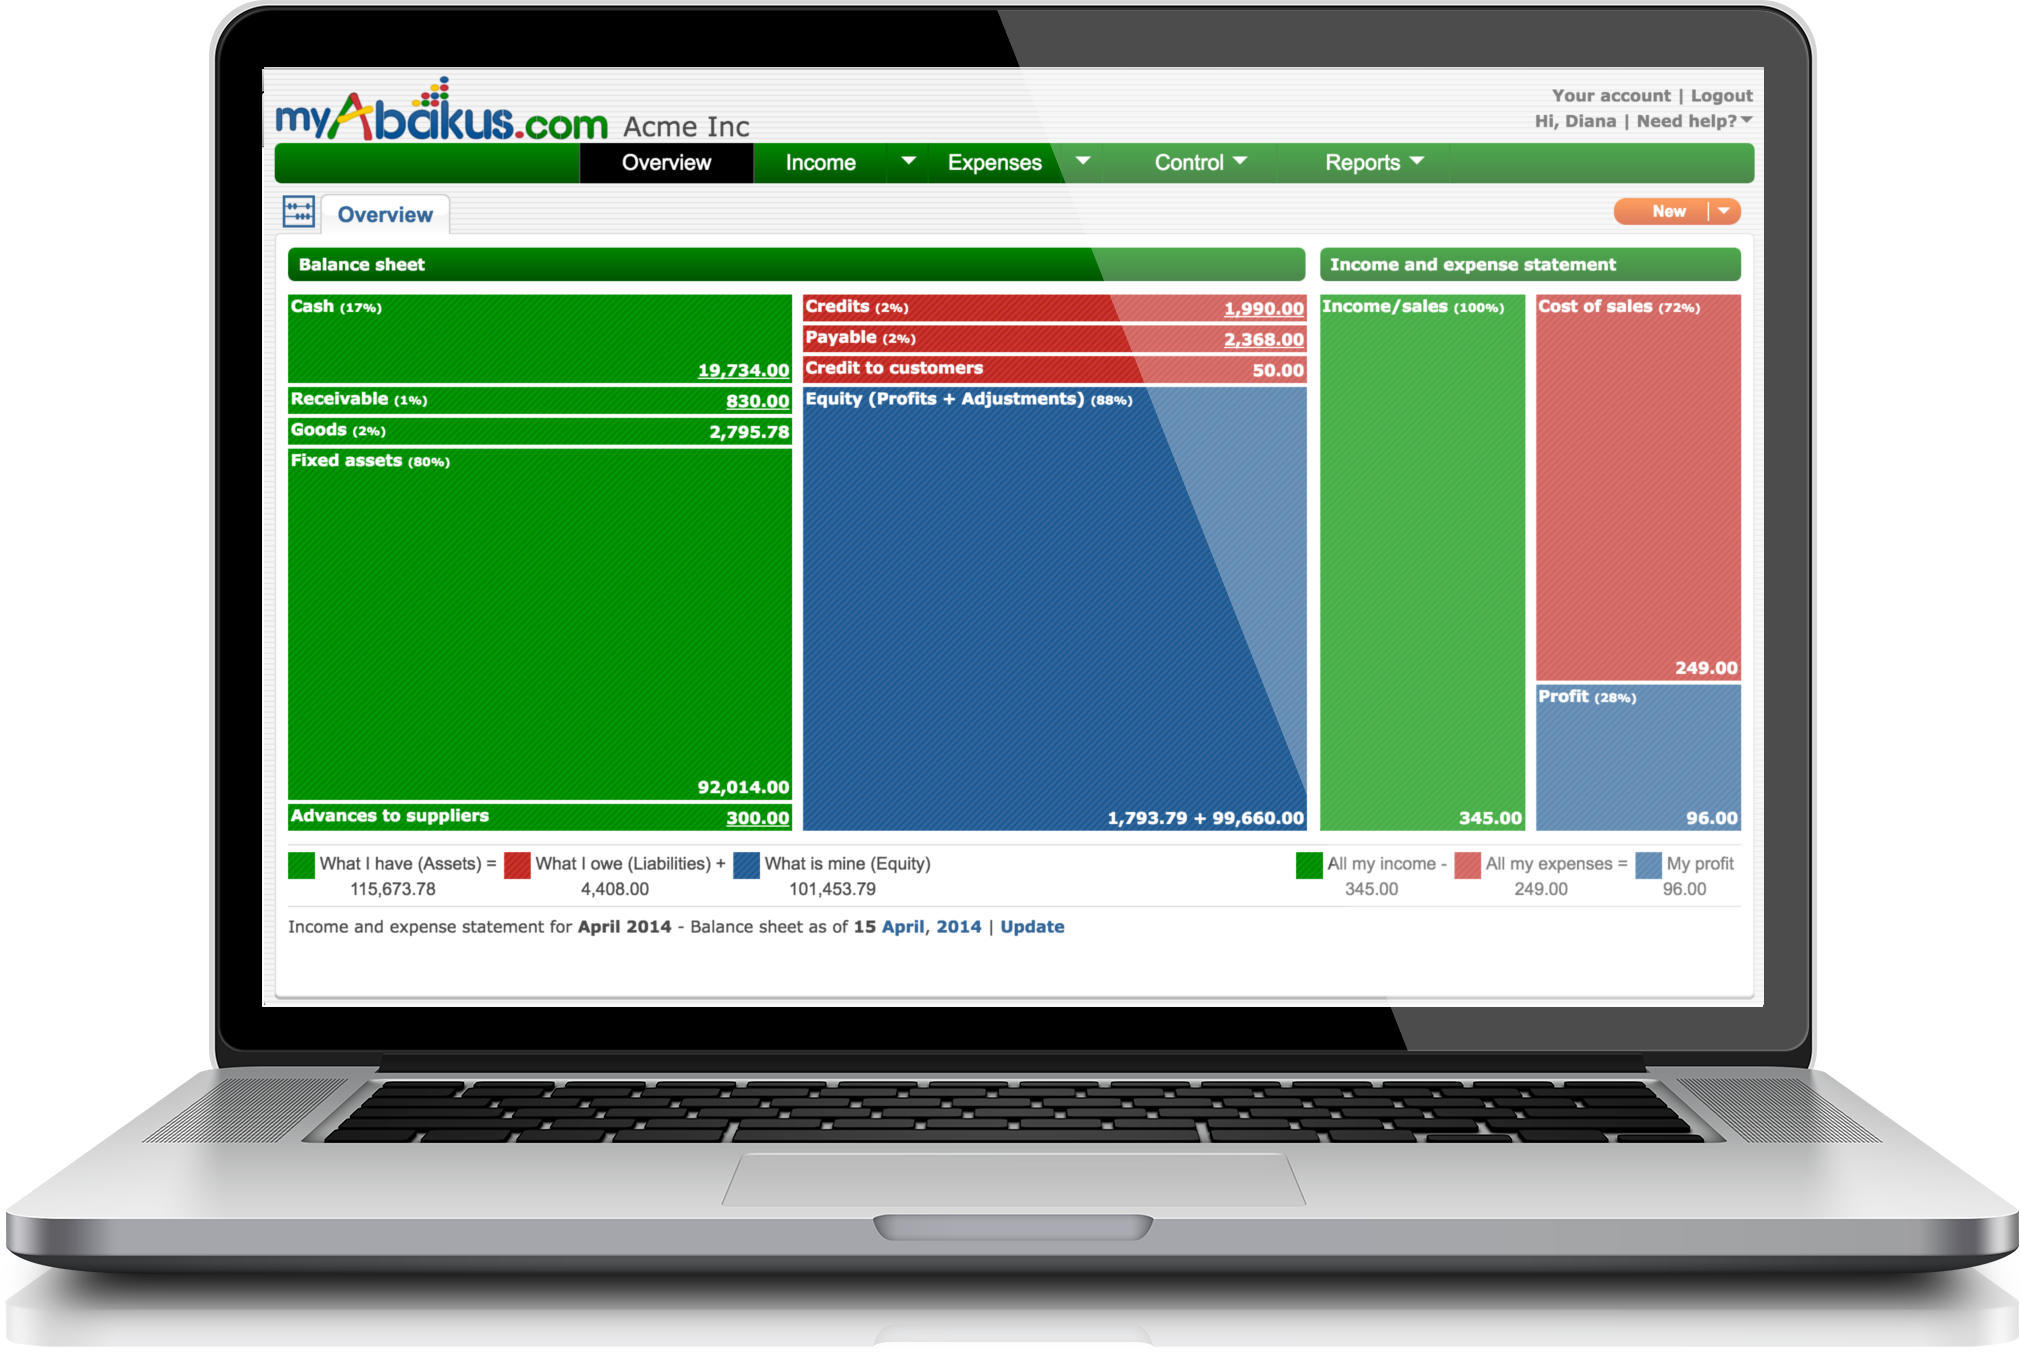 myAbakus.com Acme Inc
Your account | Logout
Hi, Diana | Need help?
Overview Income Expenses Control Reports
Overview
New
Balance sheet
Cash (17%)
19,734.00
Receivable (1%) 830.00
Goods (2%) 2,795.78
Fixed assets (80%)
92,014.00
Advances to suppliers 300.00
Credits (2%) 1,990.00
Payable (2%) 2,368.00
Credit to customers 50.00
Equity (Profits + Adjustments) (88%)
1,793.79 + 99,660.00
Income and expense statement
Income/sales (100%)
345.00
Cost of sales (72%)
249.00
Profit (28%)
96.00
What I have (Assets) = What I owe (Liabilities) + What is mine (Equity)
115,673.78 4,408.00 101,453.79
All my income - All my expenses = My profit
345.00 249.00 96.00
Income and expense statement for April 2014 - Balance sheet as of 15 April, 2014 | Update